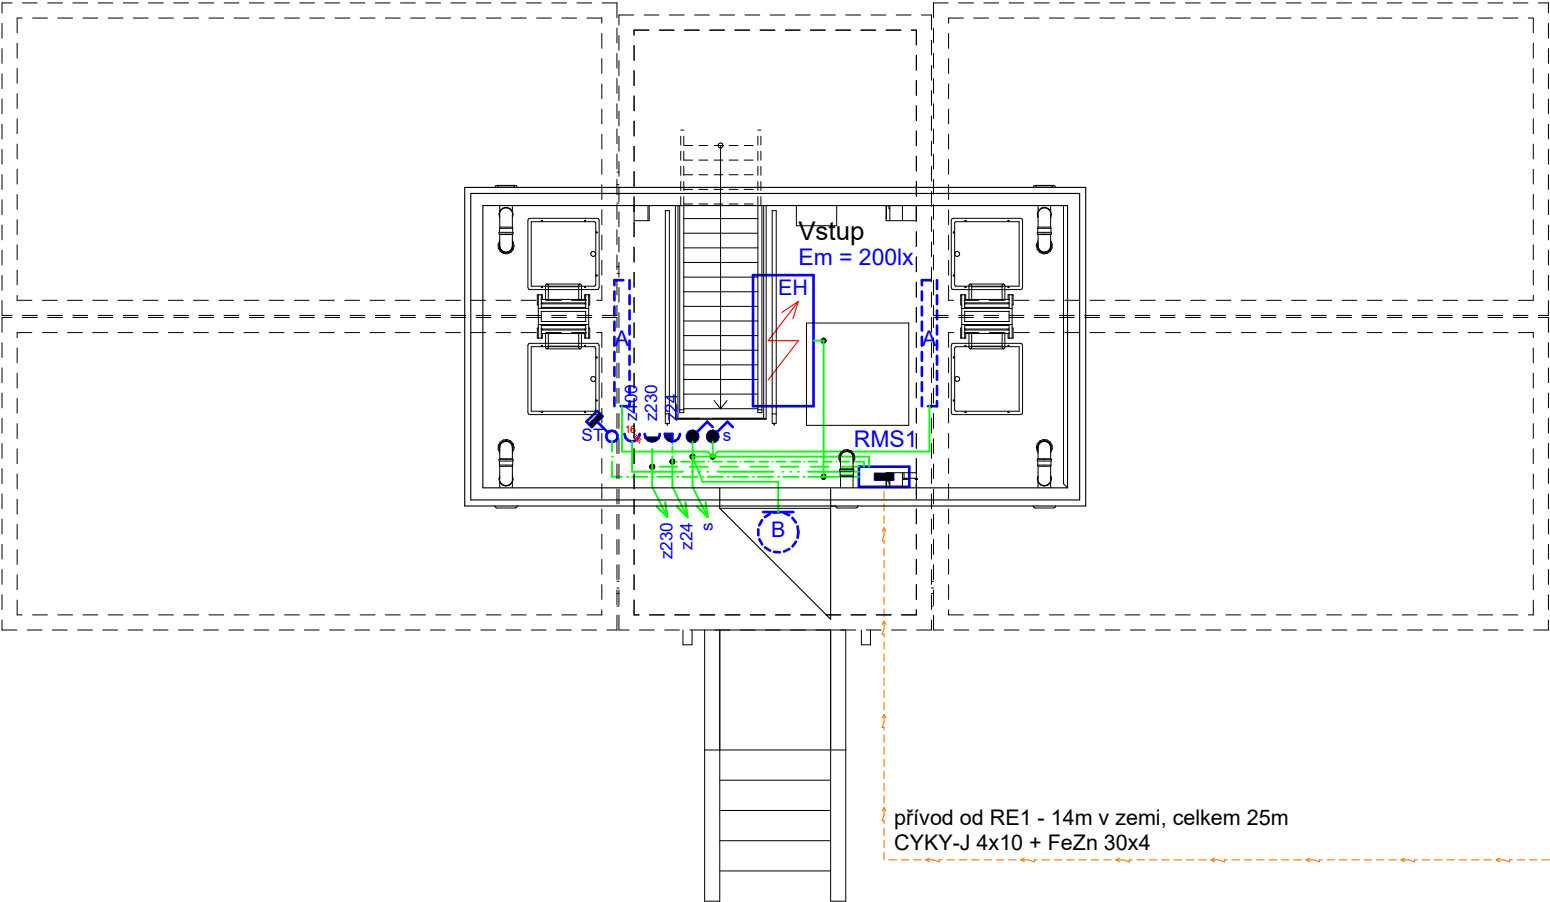 Vstup
Em = 200lx
EH
A
A
z400
z230
z24
ST
16
s
RMS1
z230
z24
s
B
přívod od RE1 - 14m v zemi, celkem 25m
CYKY-J 4x10 + FeZn 30x4